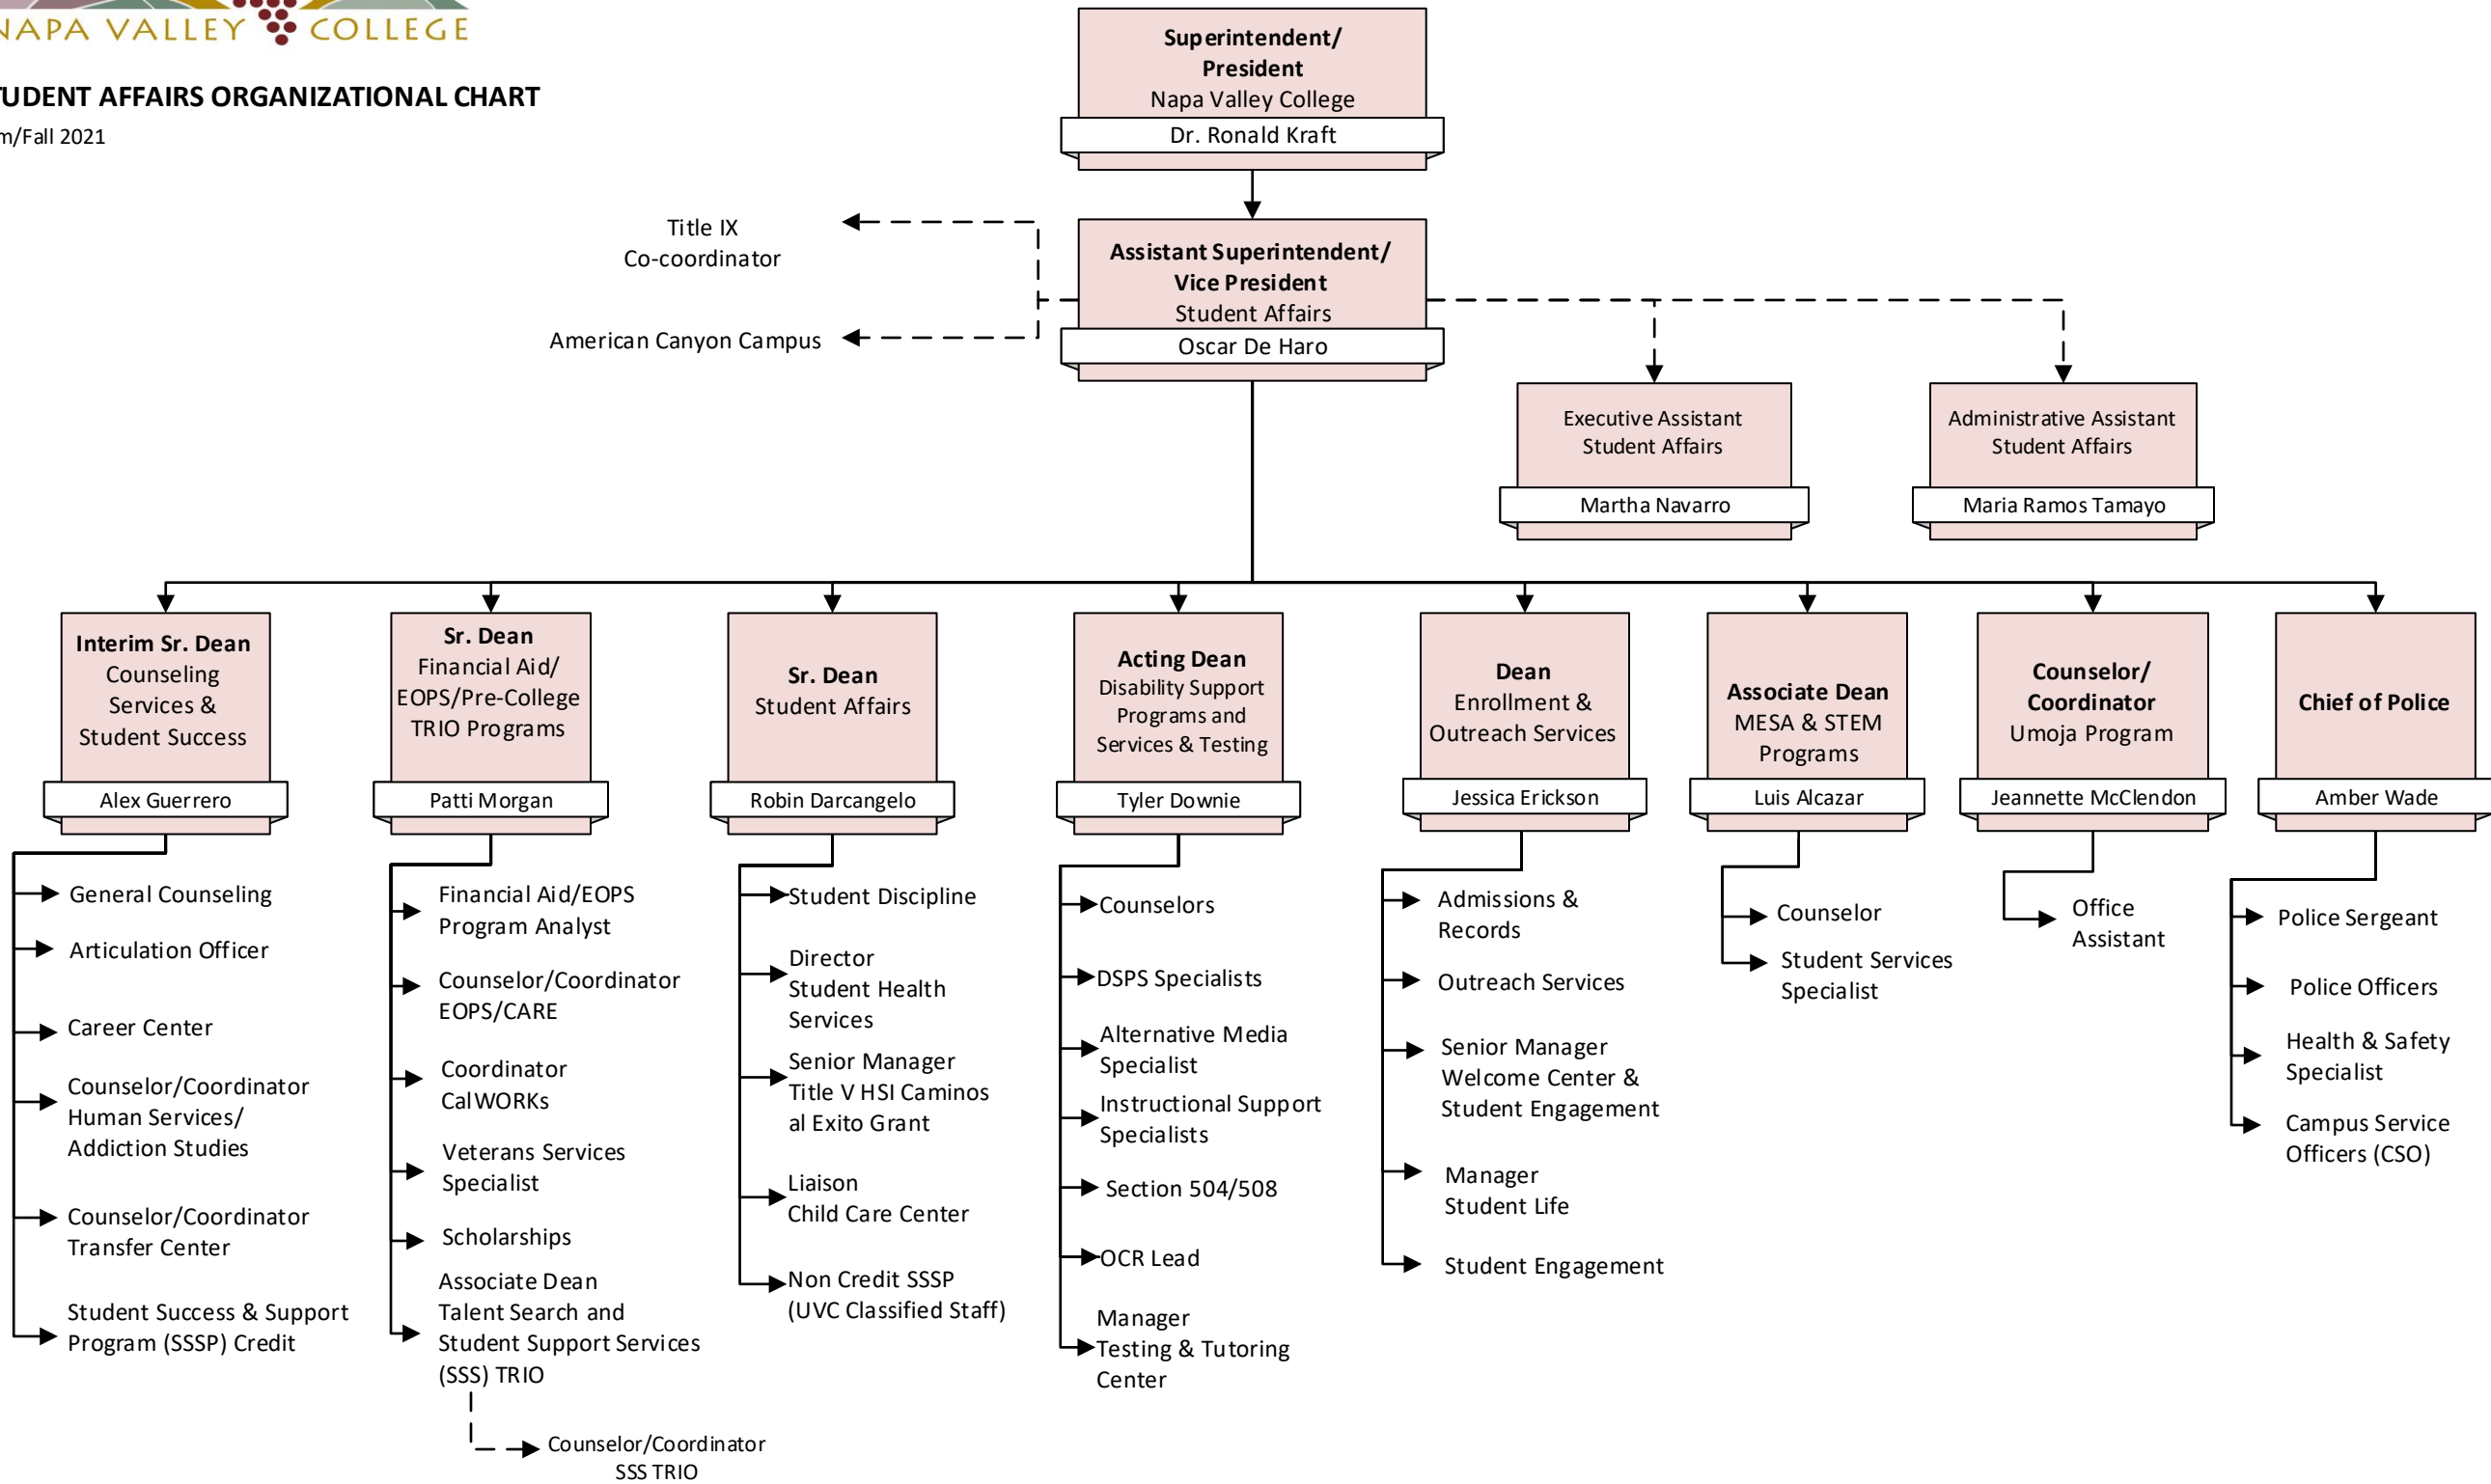 NAPA VALLEY COLLEGE
STUDENT AFFAIRS ORGANIZATIONAL CHART
m/Fall 2021
Superintendent/
President
Napa Valley College
Dr. Ronald Kraft
Title IX
Co-coordinator
American Canyon Campus
Assistant Superintendent/
Vice President
Student Affairs
Oscar De Haro
Executive Assistant
Student Affairs
Martha Navarro
Administrative Assistant
Student Affairs
Maria Ramos Tamayo
Interim Sr. Dean
Counseling
Services &
Student Success
Alex Guerrero
General Counseling
Articulation Officer
Career Center
Counselor/Coordinator
Human Services/
Addiction Studies
Counselor/Coordinator
Transfer Center
Student Success & Support
Program (SSSP) Credit
Sr. Dean
Financial Aid/
EOPS/Pre-College
TRIO Programs
Patti Morgan
Financial Aid/EOPS
Program Analyst
Counselor/Coordinator
EOPS/CARE
Coordinator
CalWORKs
Veterans Services
Specialist
Scholarships
Associate Dean
Talent Search and
Student Support Services
(SSS) TRIO
Counselor/Coordinator
SSS TRIO
Sr. Dean
Student Affairs
Robin Darcangelo
Student Discipline
Director
Student Health
Services
Senior Manager
Title V HSI Caminos
al Exito Grant
Liaison
Child Care Center
Non Credit SSSP
(UVC Classified Staff)
Acting Dean
Disability Support
Programs and
Services & Testing
Tyler Downie
Counselors
DSPS Specialists
Alternative Media
Specialist
Instructional Support
Specialists
Section 504/508
OCR Lead
Manager
Testing & Tutoring
Center
Dean
Enrollment &
Outreach Services
Jessica Erickson
Admissions &
Records
Outreach Services
Senior Manager
Welcome Center &
Student Engagement
Manager
Student Life
Student Engagement
Associate Dean
MESA & STEM
Programs
Luis Alcazar
Counselor
Student Services
Specialist
Counselor/
Coordinator
Umoja Program
Jeannette McClendon
Office
Assistant
Chief of Police
Amber Wade
Police Sergeant
Police Officers
Health & Safety
Specialist
Campus Service
Officers (CSO)